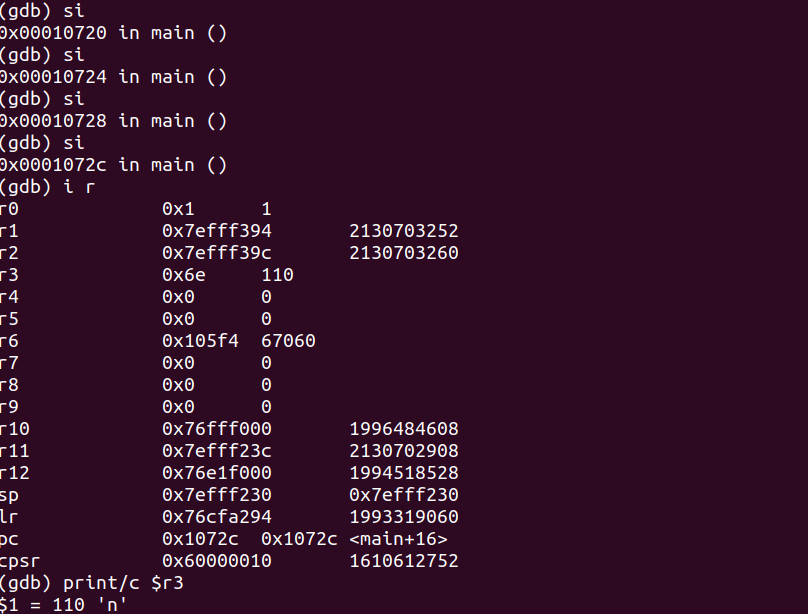 (gdb) si
0x00010720 in main ()
(gdb) si
0x00010724 in main ()
(gdb) si
0x00010728 in main ()
(gdb) si
0x0001072c in main ()
(gdb) i r
r0 0x1 1
r1 0x7efff394 2130703252
r2 0x7efff39c 2130703260
r3 0x6e 110
r4 0x0 0
r5 0x0 0
r6 0x105f4 67060
r7 0x0 0
r8 0x0 0
r9 0x0 0
r10 0x76fff000 1996484608
r11 0x7efff23c 2130702908
r12 0x76e1f000 1994518528
sp 0x7efff230 0x7efff230
lr 0x76cfa294 1993319060
pc 0x1072c 0x1072c <main+16>
cpsr 0x60000010 1610612752
(gdb) print/c $r3
$1 = 110 'n'